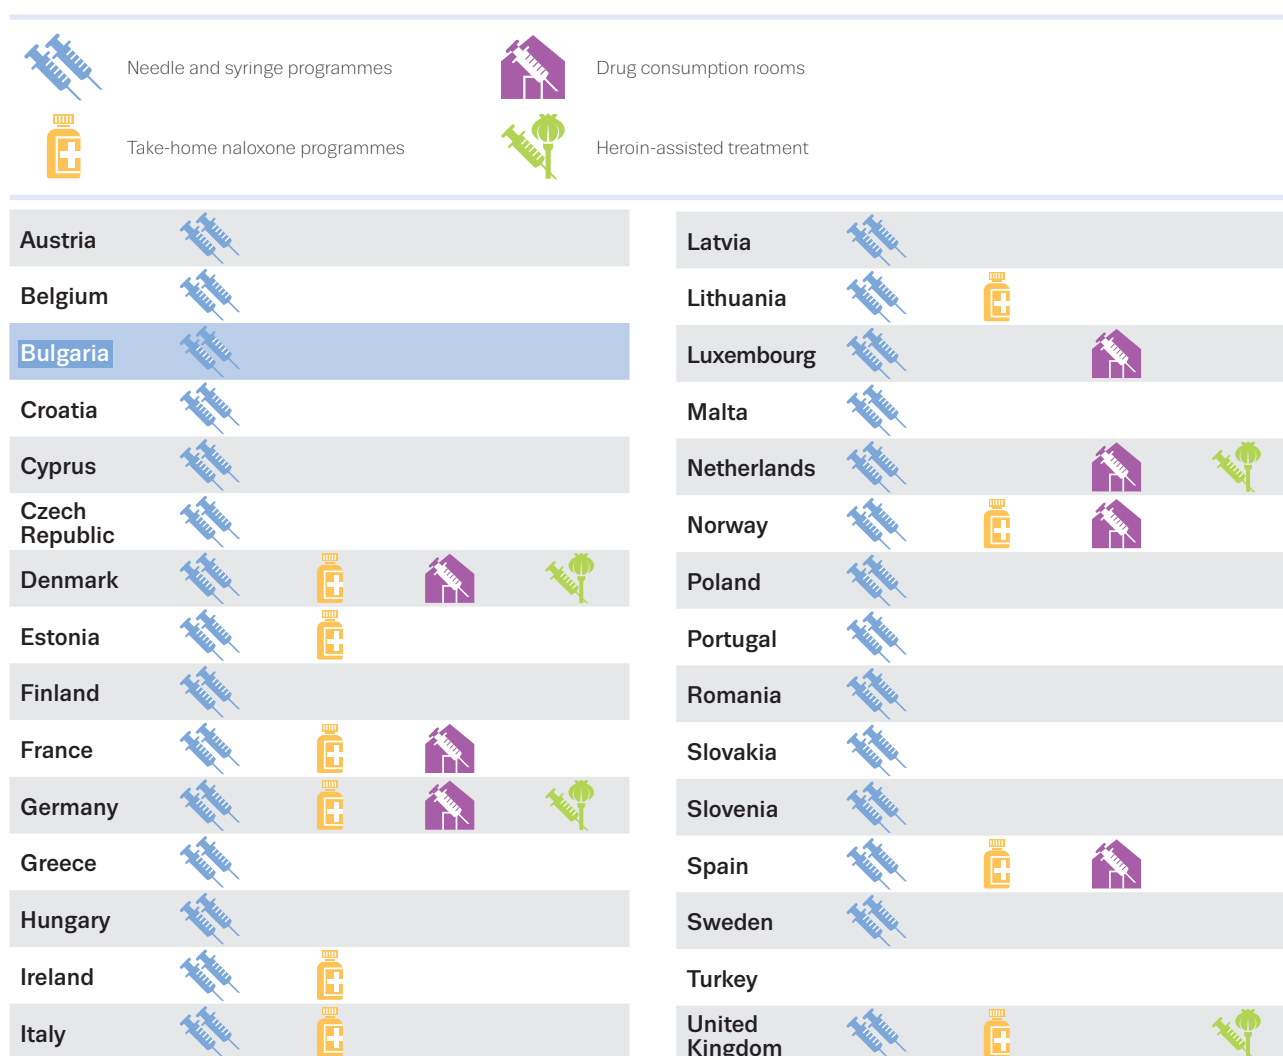 Needle and syringe programmes
Drug consumption rooms
Take-home naloxone programmes
Heroin-assisted treatment
Austria
Belgium
Bulgaria
Croatia
Cyprus
Czech
Republic
Denmark
Estonia
Finland
France
Germany
Greece
Hungary
Ireland
Italy
Latvia
Lithuania
Luxembourg
Malta
Netherlands
Norway
Poland
Portugal
Romania
Slovakia
Slovenia
Spain
Sweden
Turkey
United
Kingdom